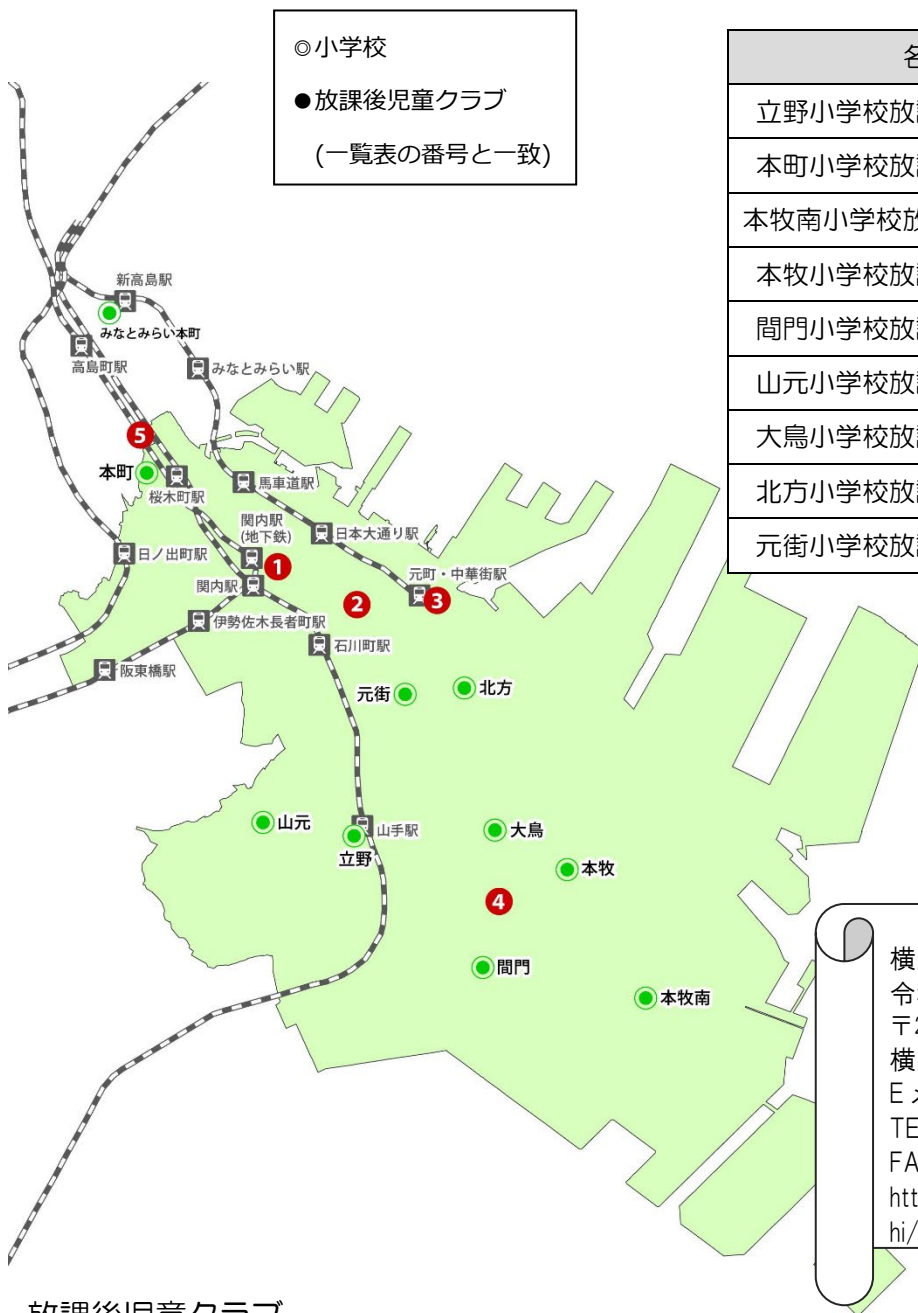 ◎小学校
●放課後児童クラブ
(一覧表の番号と一致)
名
立野小学校放
本町小学校放
本牧南小学校放
本牧小学校放
間門小学校放
山元小学校放
大鳥小学校放
北方小学校放
元街小学校放
新高島駅
みなとみらい本町
高島町駅
みなとみらい駅
5
本町
桜木町駅
馬車道駅
関内駅
(地下鉄)
日本大通り駅
日ノ出町駅
1
元町・中華街駅
関内駅
2
3
伊勢佐木長者町駅
石川町駅
阪東橋駅
元街
北方
山元
山手駅
大鳥
立野
本牧
4
間門
本牧南
横
令
〒2
横
Eメ
TE
FA
htt
hi/
放課後児童クラブ